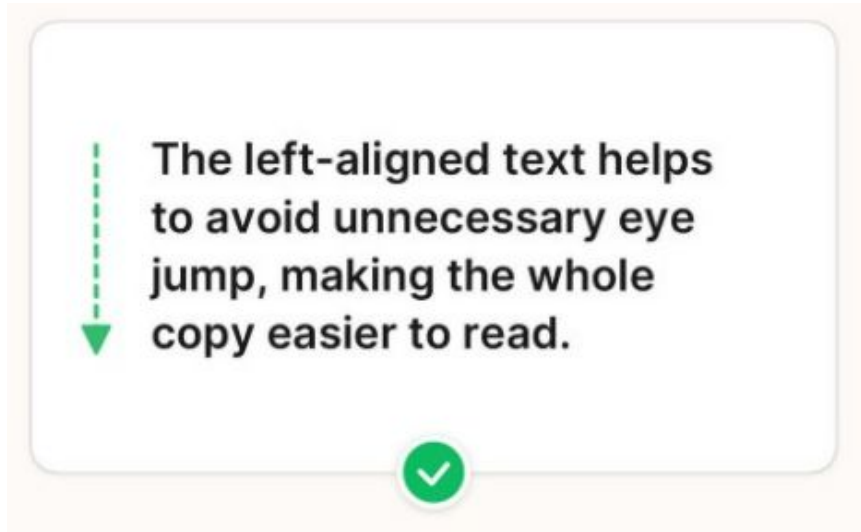 The left-aligned text helps
to avoid unnecessary eye
jump, making the whole
copy easier to read.